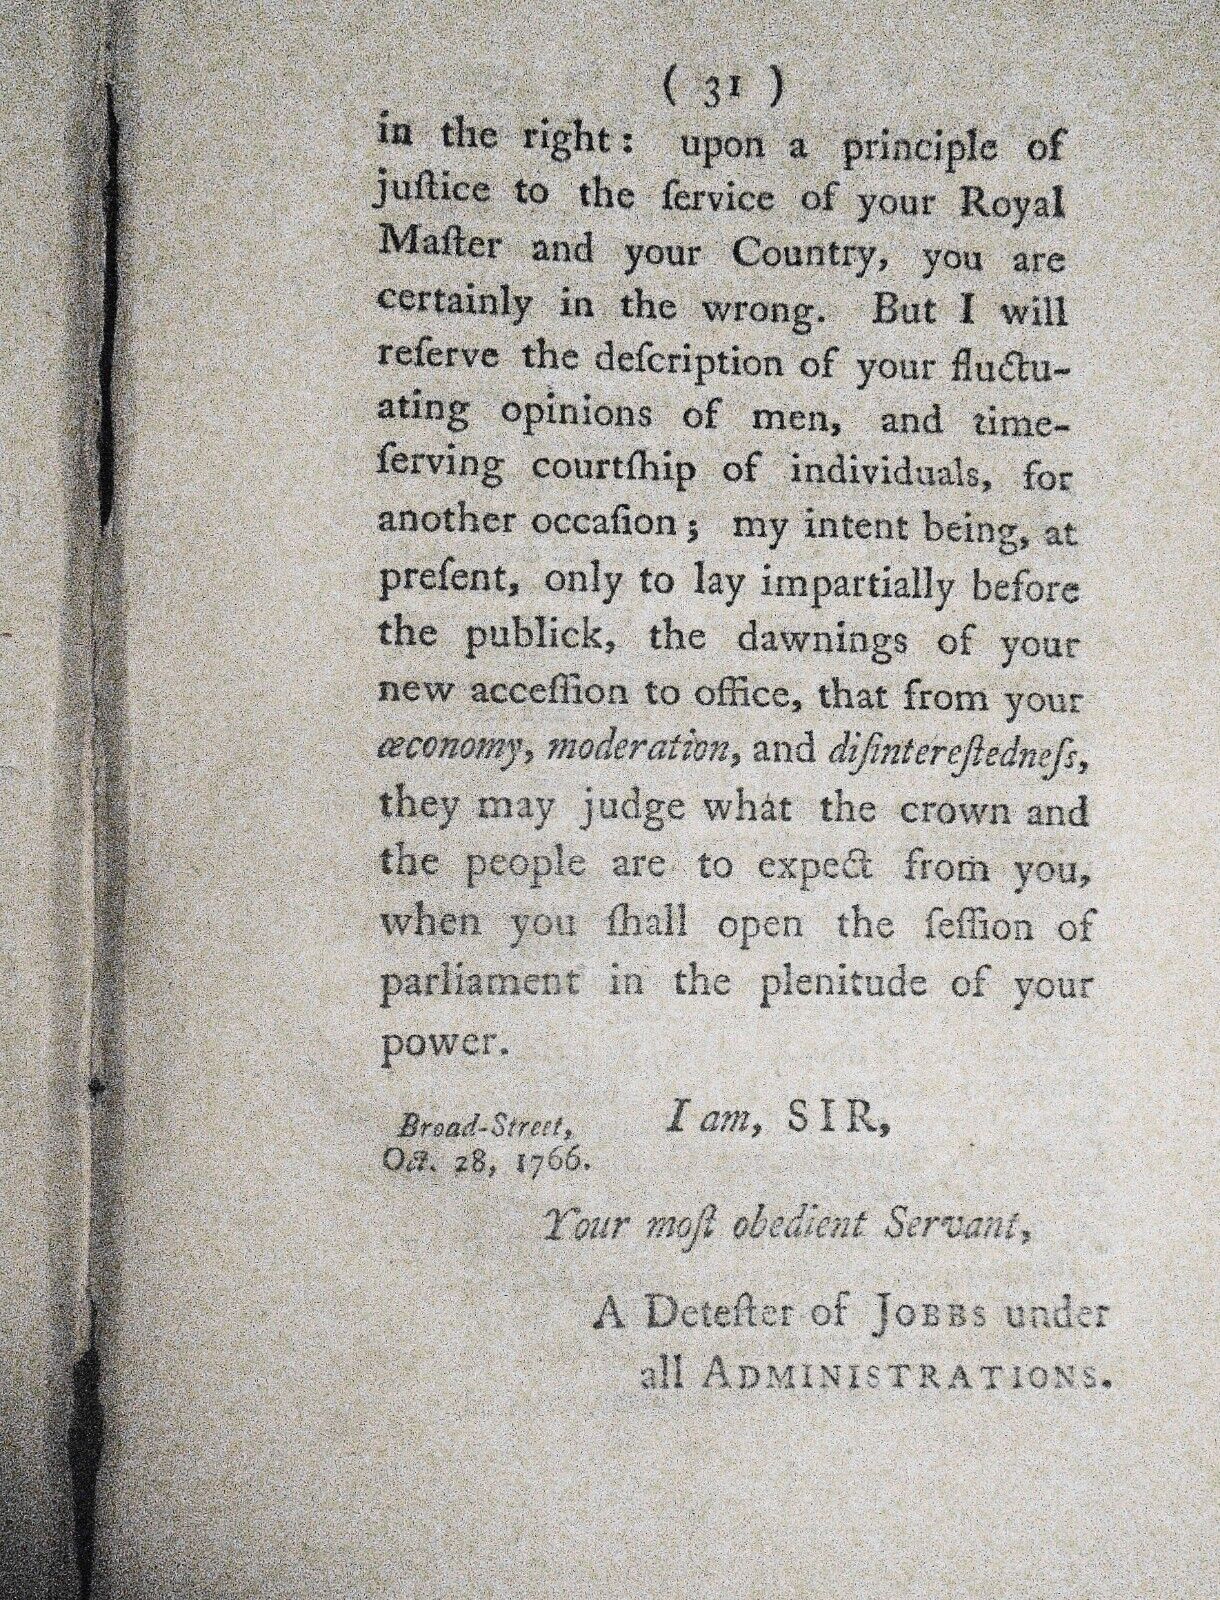 ( 31 )
in the right: upon a principle of
juſtice to the ſervice of your Royal
Maſter and your Country, you are
certainly in the wrong. But I will
reſerve the deſcription of your fluctu-
ating opinions of men, and time-
ſerving courtſhip of individuals, for
another occaſion; my intent being, at
preſent, only to lay impartially before
the publick, the dawnings of your
new acceſſion to office, that from your
œconomy, moderation, and diſintereſtedneſs,
they may judge what the crown and
the people are to expect from you,
when you ſhall open the ſeſſion of
parliament in the plenitude of your
power.
I am, SIR,
Broad-Street,
Oct. 28, 1766.
Your moſt obedient Servant,
A Deteſter of JOBBS under
all ADMINISTRATIONS.